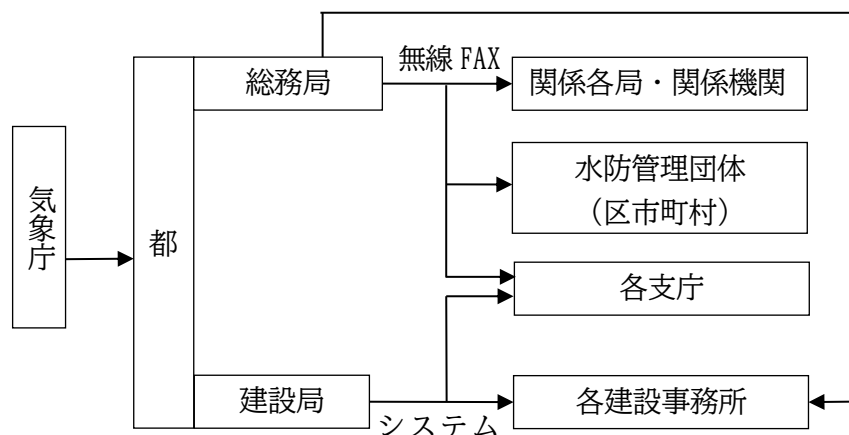 気象庁
都
総務局
無線 FAX
関係各局・関係機関
水防管理団体
（区市町村）
各支庁
建設局
システム
各建設事務所